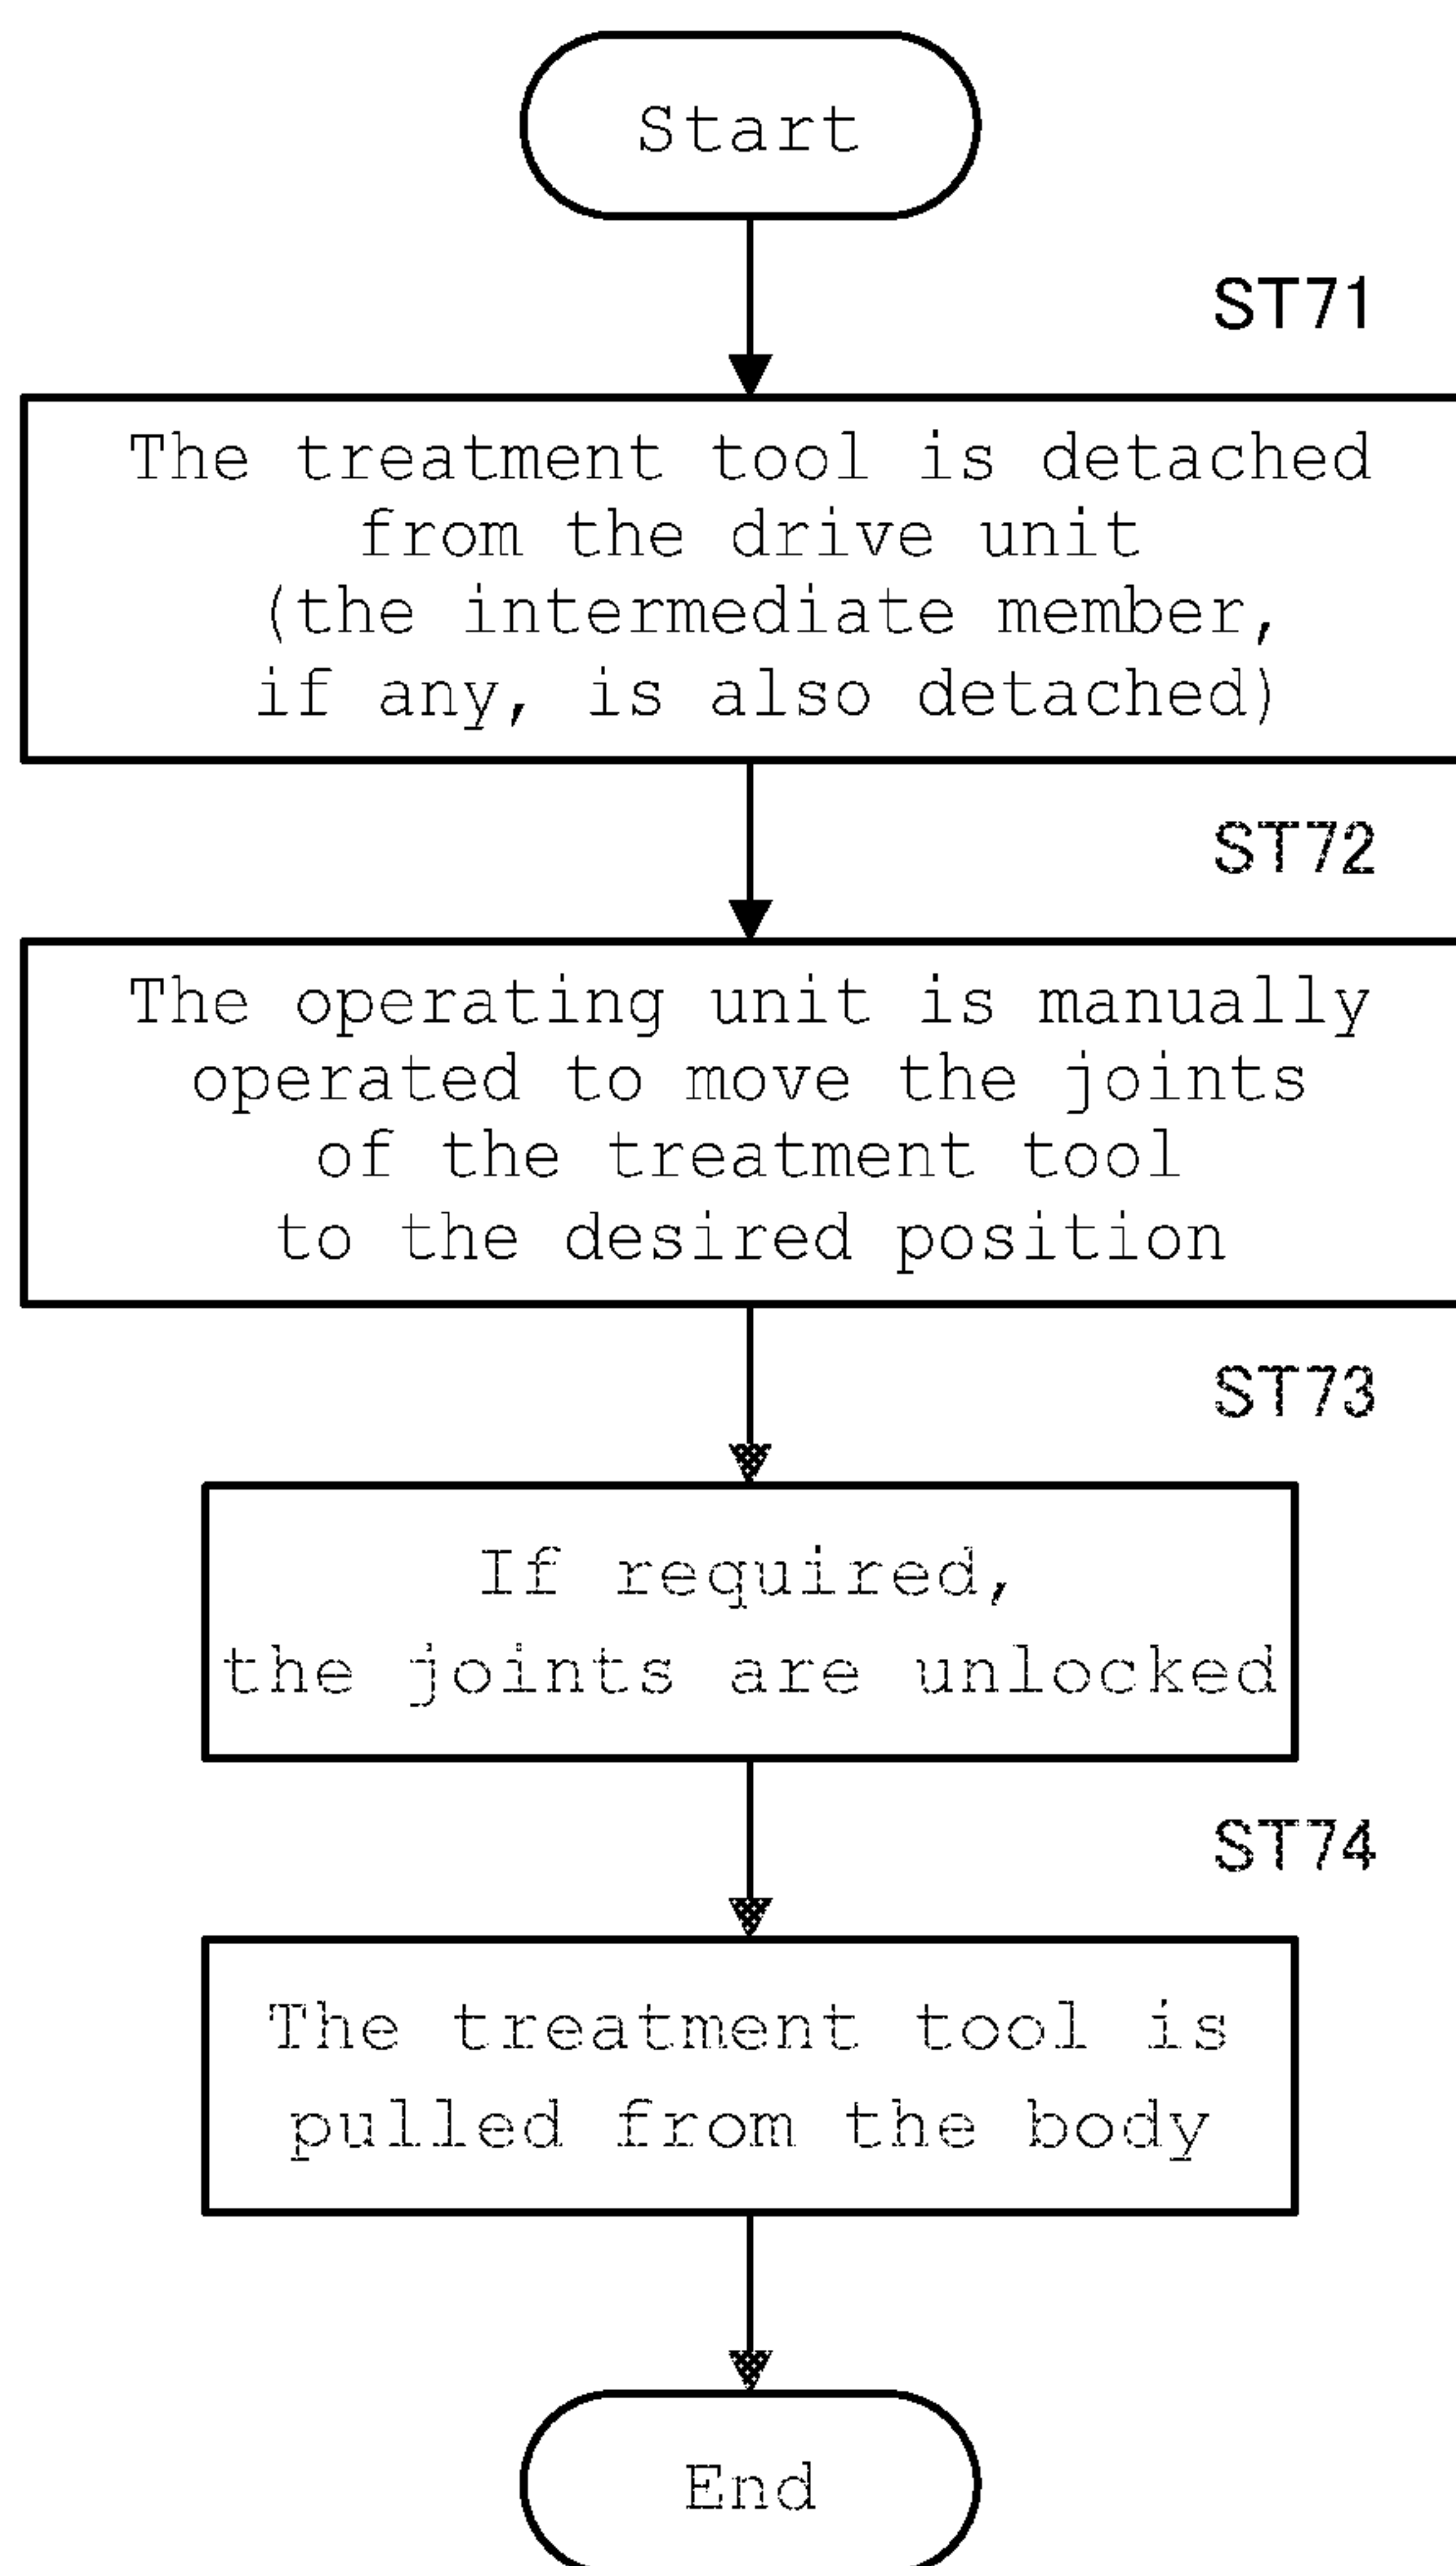 Start
ST71
The treatment tool is detached
from the drive unit
(the intermediate member,
if any, is also detached)
ST72
The operating unit is manually
operated to move the joints
of the treatment tool
to the desired position
ST73
If required,
the joints are unlocked
ST74
The treatment tool is
pulled from the body
End